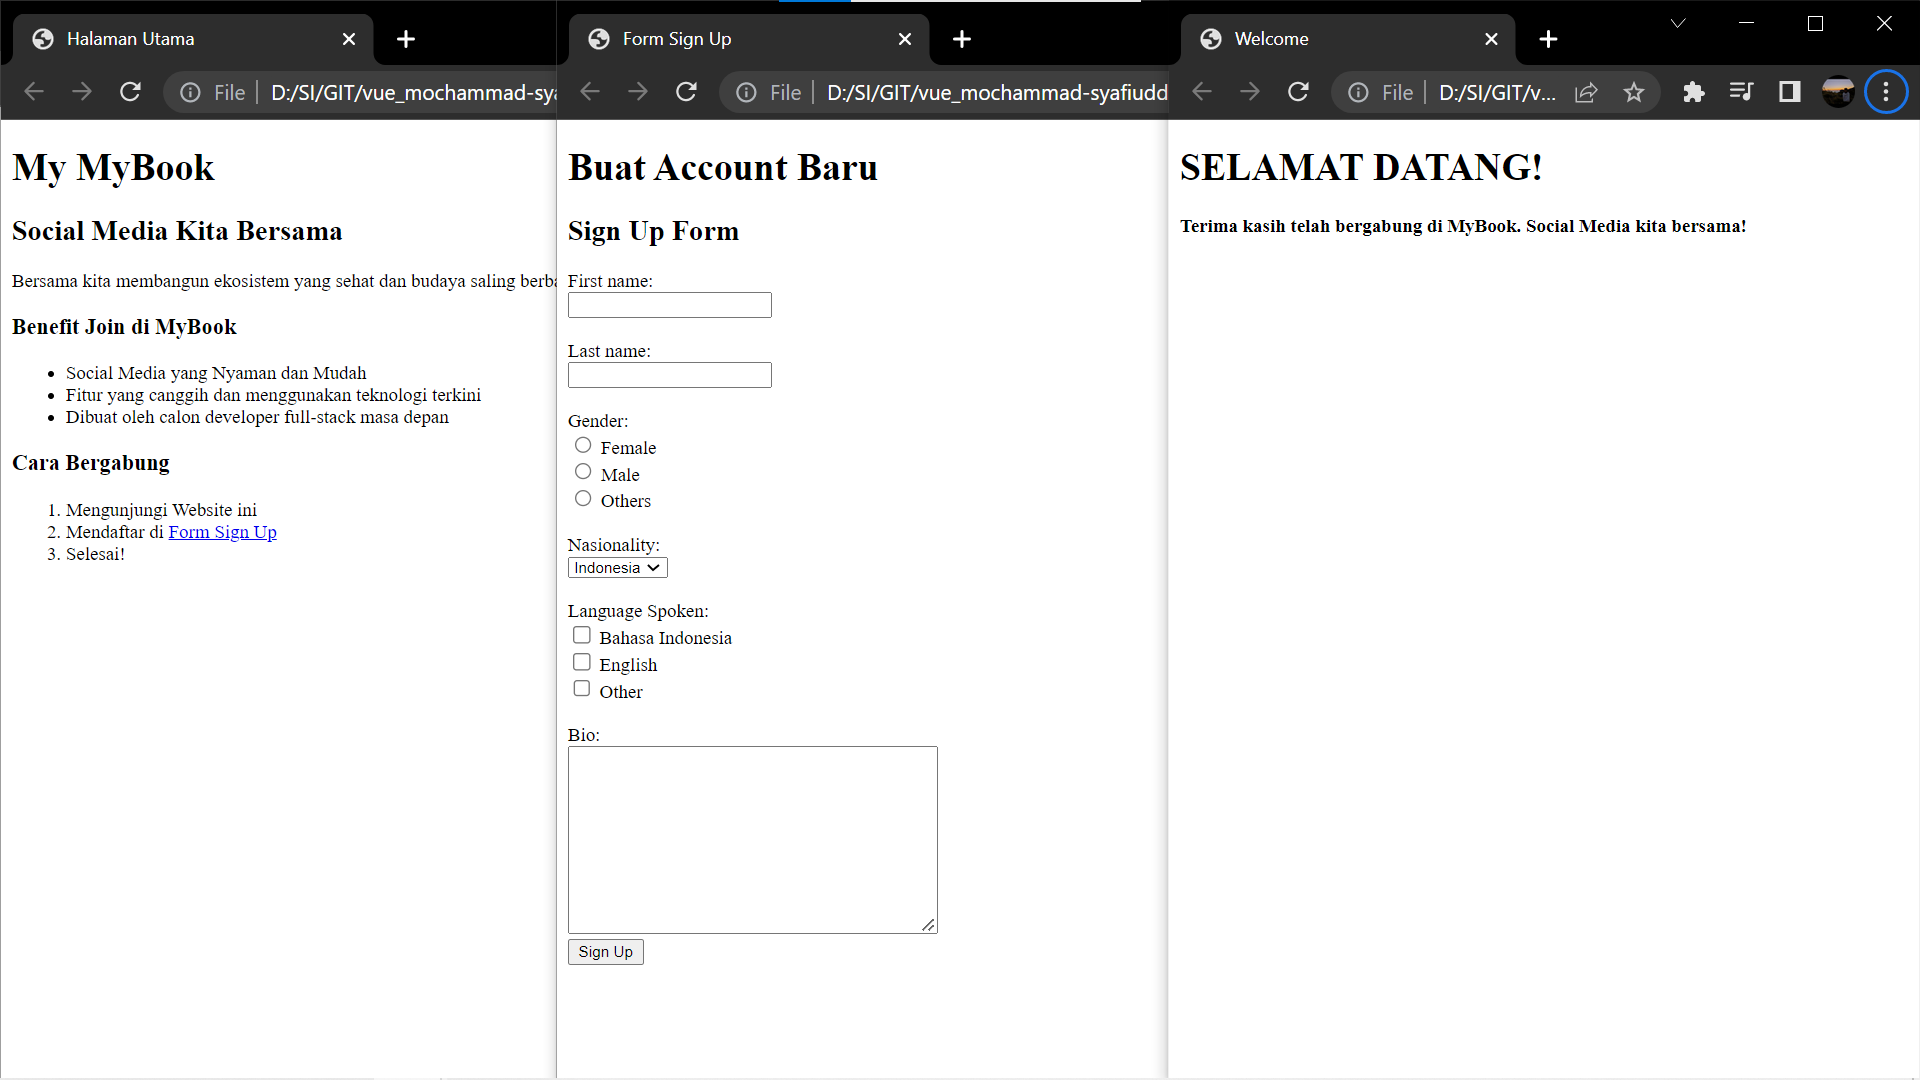 Halaman Utama
File
D:/SI/GIT/vue_mochammad-sya
My MyBook
Social Media Kita Bersama
Bersama kita membangun ekosistem yang sehat dan budaya saling berba
Benefit Join di MyBook
Social Media yang Nyaman dan Mudah
Fitur yang canggih dan menggunakan teknologi terkini
Dibuat oleh calon developer full-stack masa depan
Cara Bergabung
1. Mengunjungi Website ini
2. Mendaftar di Form Sign Up
3. Selesai!
Form Sign Up
File
D:/SI/GIT/vue_mochammad-syafiudd
Buat Account Baru
Sign Up Form
First name:
Last name:
Gender:
Female
Male
Others
Nasionality:
Indonesia
Language Spoken:
Bahasa Indonesia
English
Other
Bio:
Sign Up
Welcome
File
D:/SI/GIT/v...
SELAMAT DATANG!
Terima kasih telah bergabung di MyBook. Social Media kita bersama!